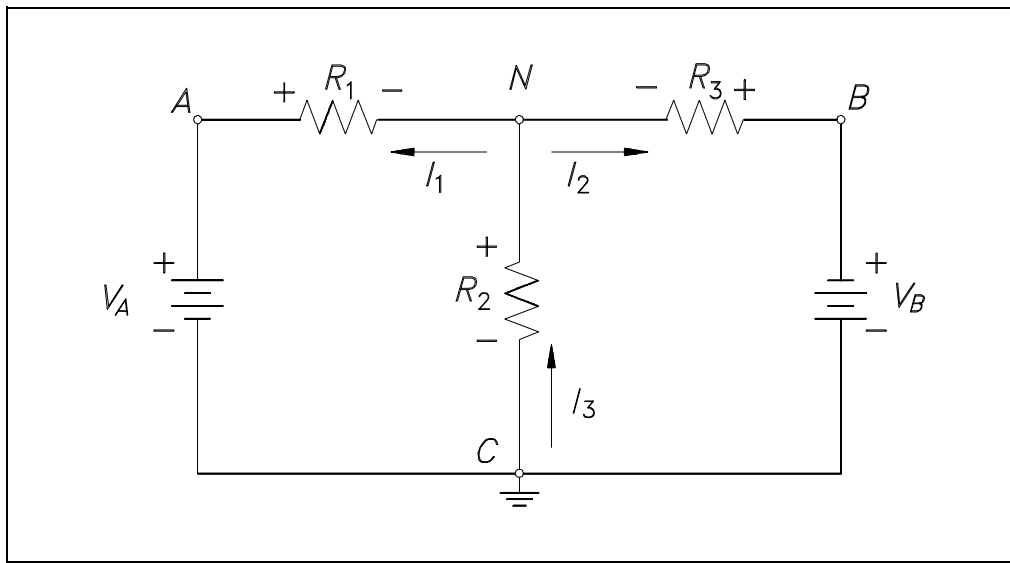 A + R1 - N - R3 + B
I1 I2
+ + +
VA R2 VB
- - -
I3
C